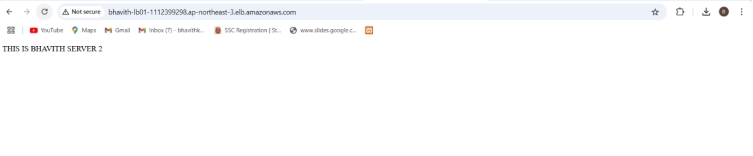 Not secure bhavith-lb01-1112399298.ap-northeast-3.elb.amazonaws.com
YouTube Maps Gmail Inbox (7) - bhavithk... SSC Registration | St... www.slides.google.c...
THIS IS BHAVITH SERVER 2